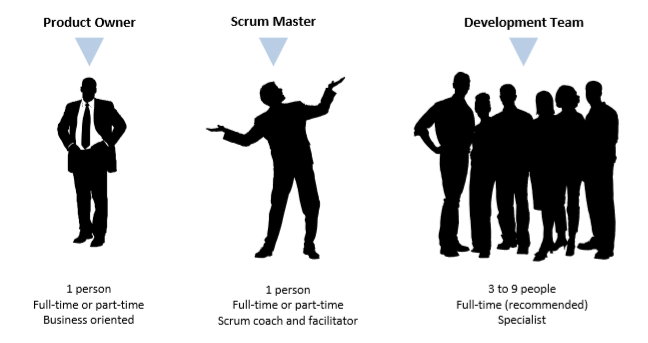 Product Owner
Scrum Master
Development Team
1 person
Full-time or part-time
Business oriented
1 person
Full-time or part-time
Scrum coach and facilitator
3 to 9 people
Full-time (recommended)
Specialist